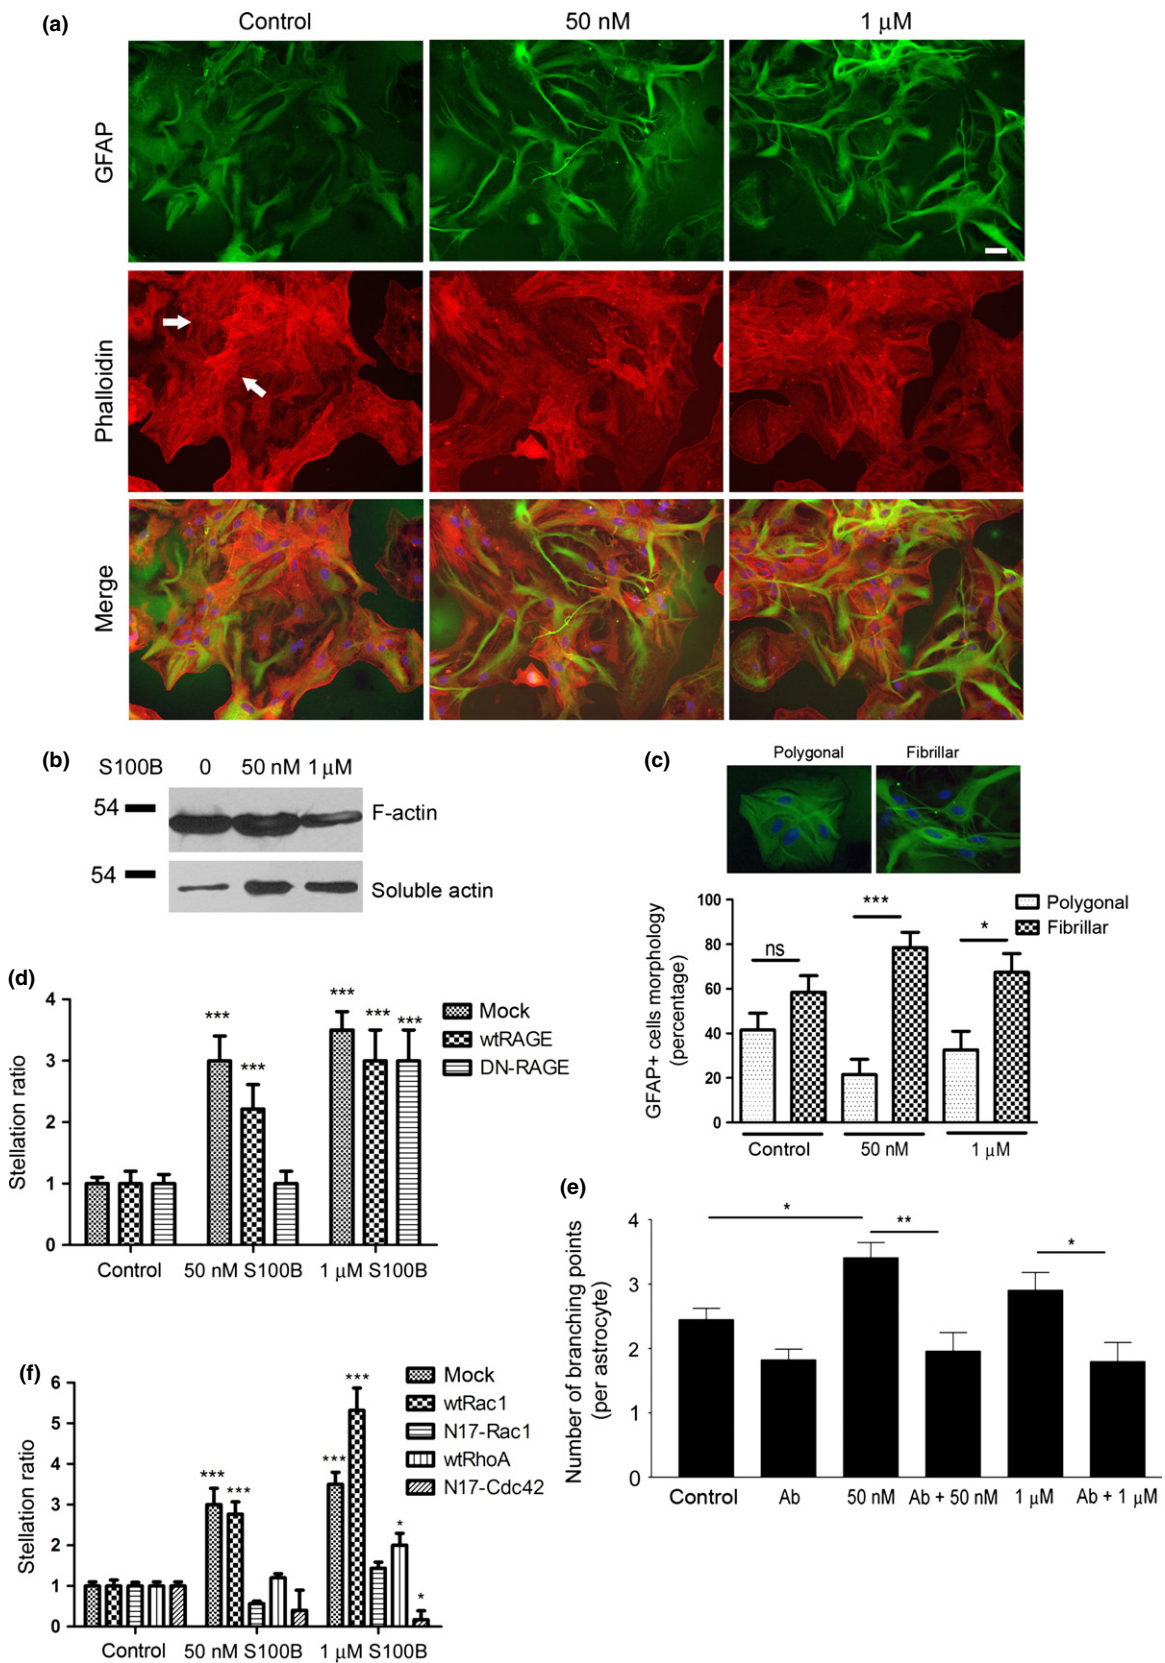 (a)
Control 50 nM 1 µM
GFAP
Phalloidin
Merge
(b)
S100B 0 50 nM 1 µM
54
F-actin
54
Soluble actin
(c)
Polygonal Fibrillar
GFAP+ cells morphology
(percentage)
100
80
60
40
20
0
ns
***
*
Polygonal
Fibrillar
Control 50 nM 1 µM
(d)
Stellation ratio
4
3
2
1
0
*** *** *** *** ***
Mock
wtRAGE
DN-RAGE
Control 50 nM S100B 1 µM S100B
(e)
Number of branching points
(per astrocyte)
4
3
2
1
0
* ** *
Control Ab 50 nM Ab + 50 nM 1 µM Ab + 1 µM
(f)
Stellation ratio
6
5
4
3
2
1
0
*** *** *** *** * *
Mock
wtRac1
N17-Rac1
wtRhoA
N17-Cdc42
Control 50 nM S100B 1 µM S100B